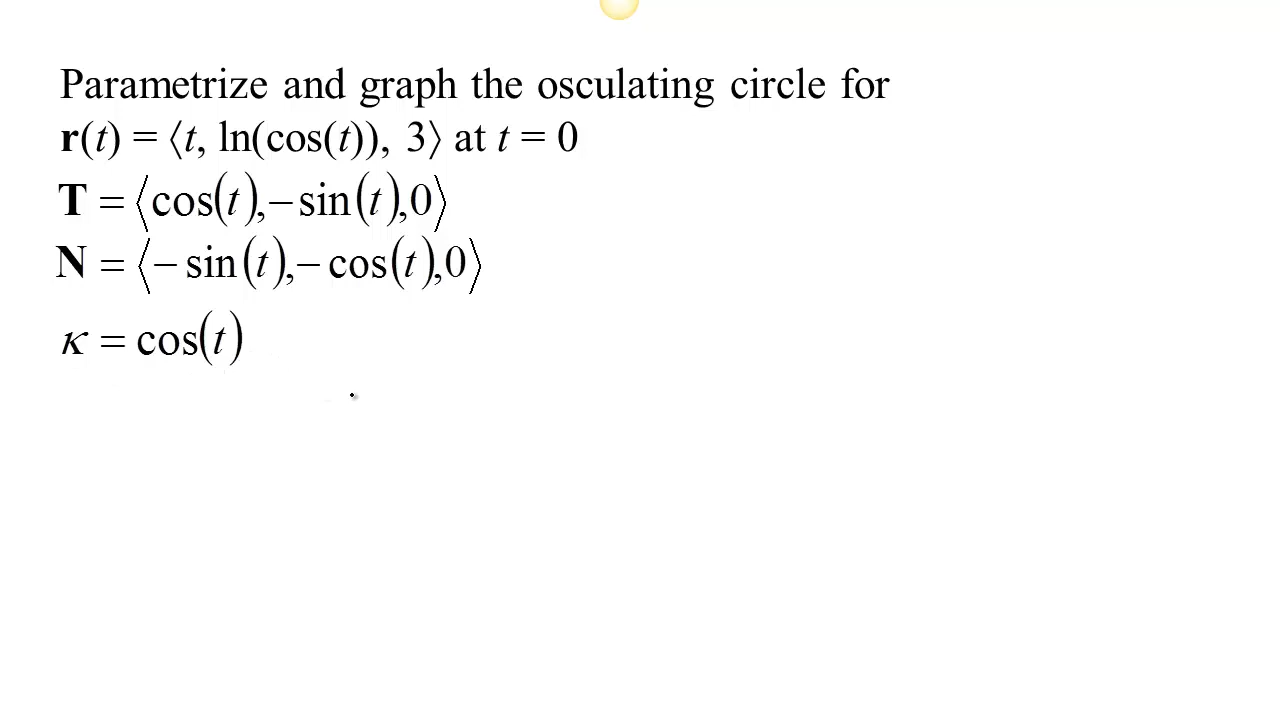 Parametrize and graph the osculating circle for
r(t) = ⟨t, ln(cos(t)), 3⟩ at t = 0
T = ⟨cos(t),−sin(t),0⟩
N = ⟨−sin(t),−cos(t),0⟩
κ = cos(t)